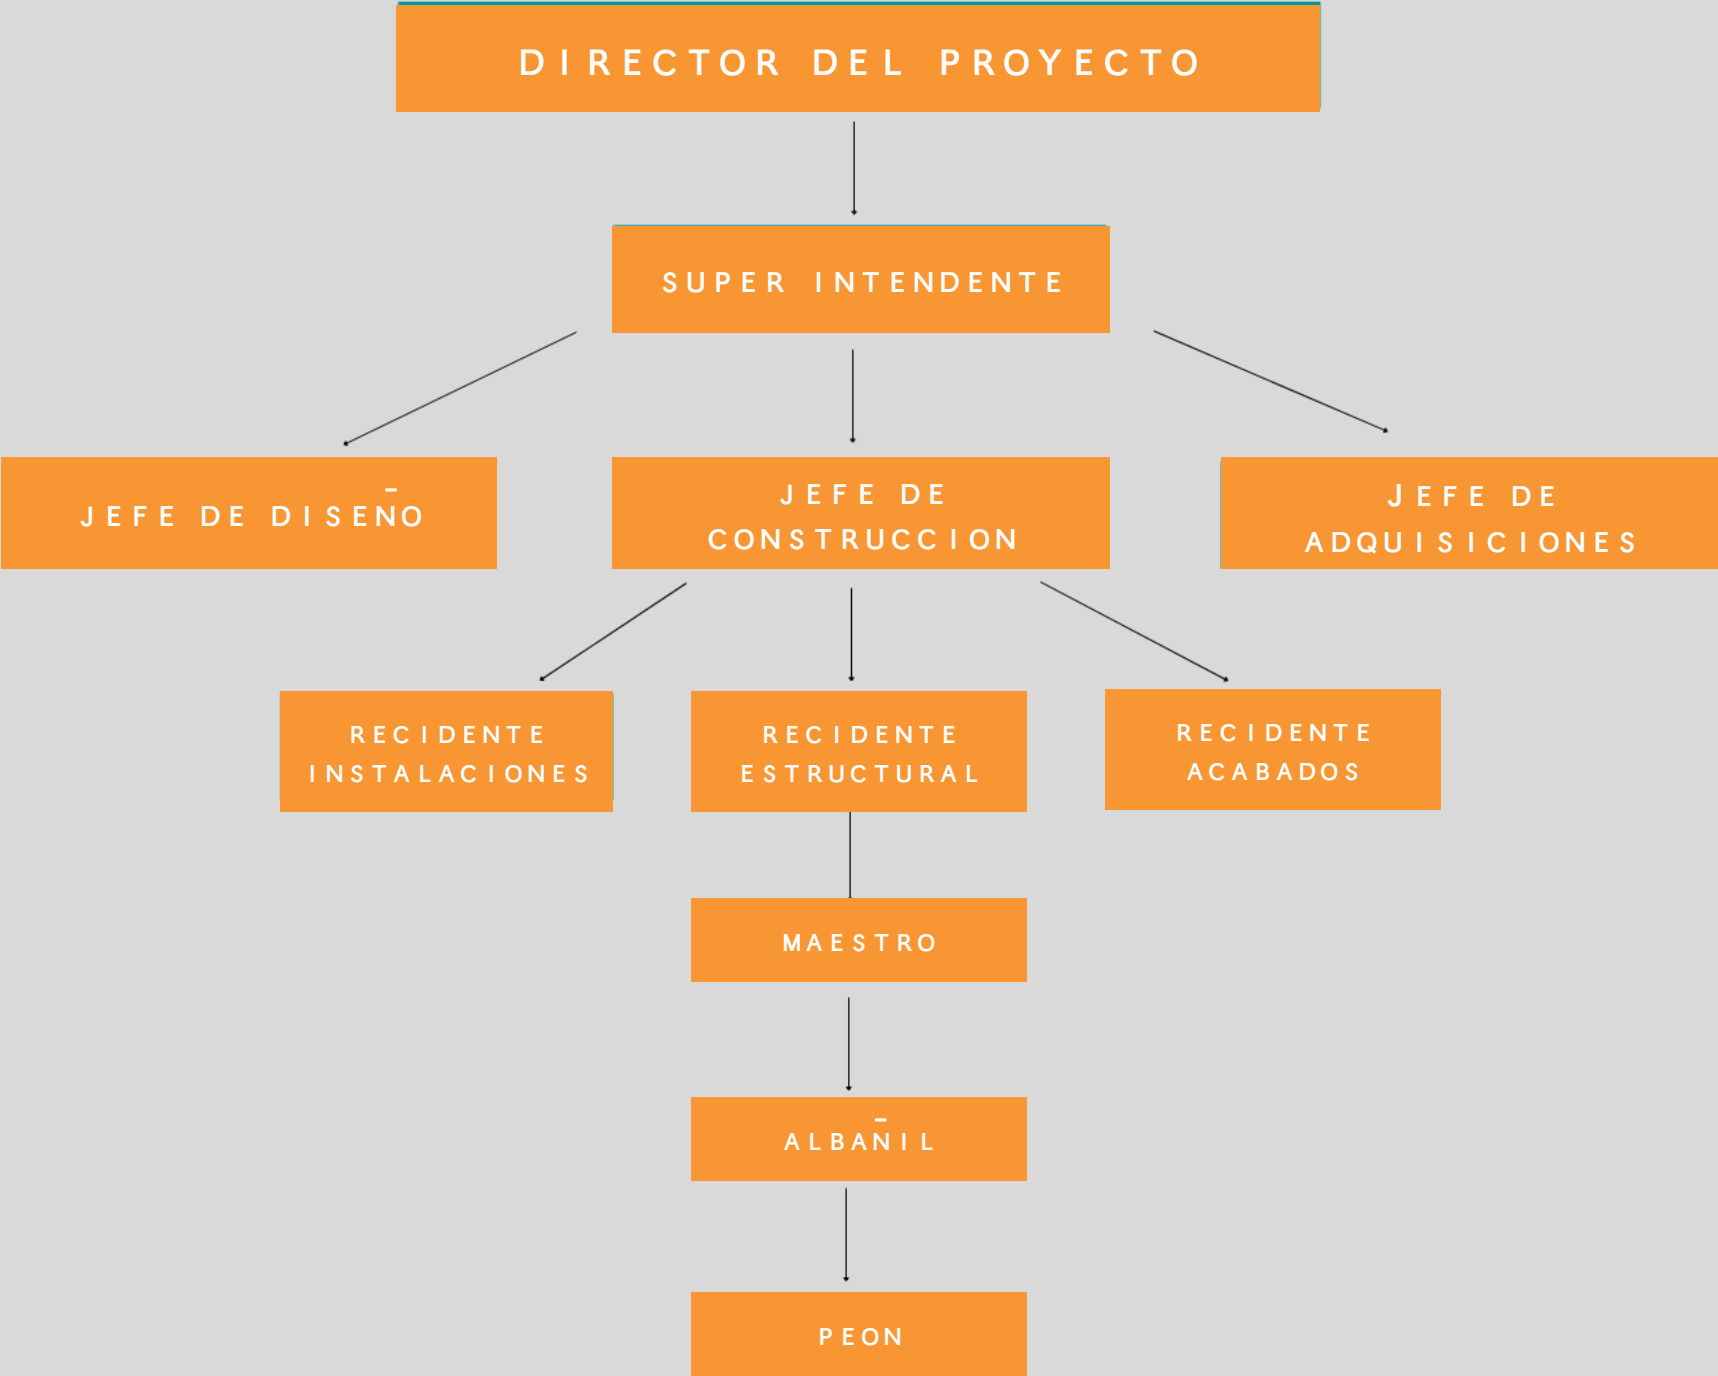 DIRECTOR DEL PROYECTO
SUPER INTENDENTE
JEFE DE DISEÑO
JEFE DE
CONSTRUCCION
JEFE DE
ADQUISICIONES
RECIDENTE
INSTALACIONES
RECIDENTE
ESTRUCTURAL
RECIDENTE
ACABADOS
MAESTRO
ALBAÑIL
PEON